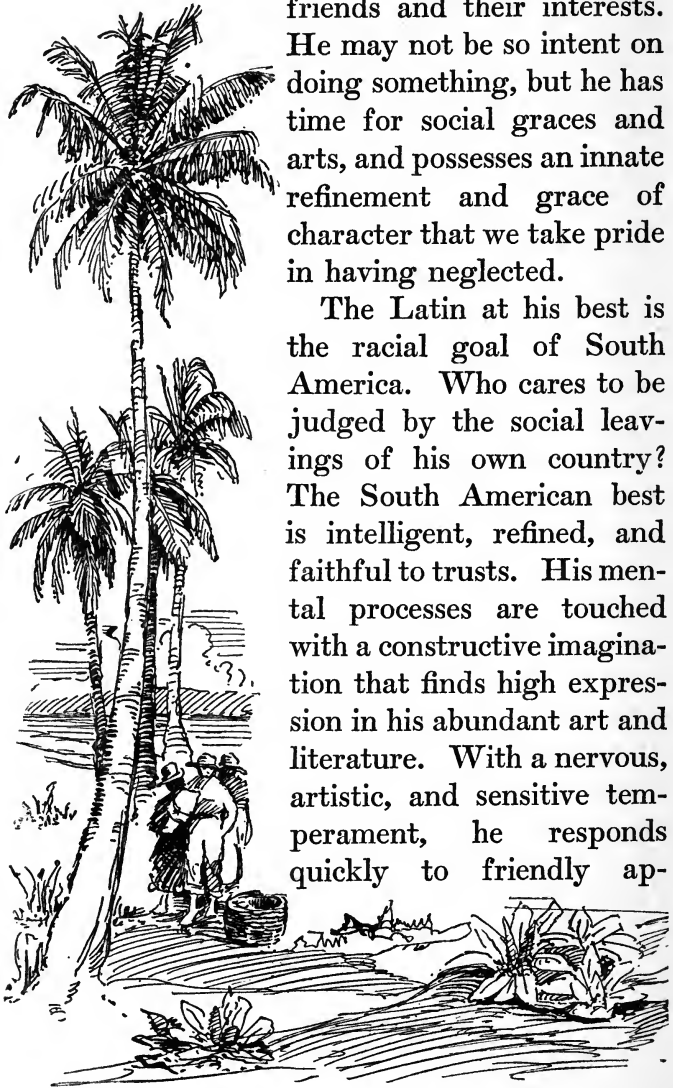 friends and their interests.
He may not be so intent on
doing something, but he has
time for social graces and
arts, and possesses an innate
refinement and grace of
character that we take pride
in having neglected.
The Latin at his best is
the racial goal of South
America. Who cares to be
judged by the social leav-
ings of his own country?
The South American best
is intelligent, refined, and
faithful to trusts. His men-
tal processes are touched
with a constructive imagina-
tion that finds high expres-
sion in his abundant art and
literature. With a nervous,
artistic, and sensitive tem-
perament, he responds
quickly to friendly ap-